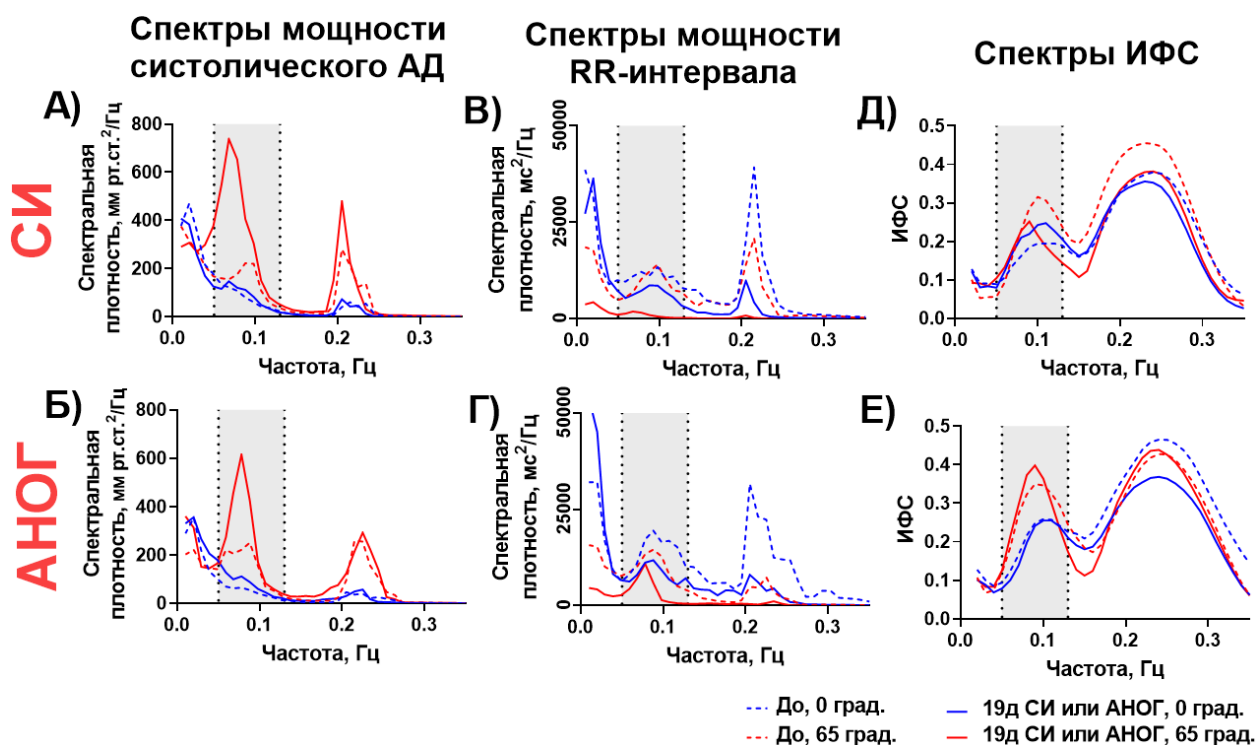 Спектры мощности
систолического АД
Спектры мощности
RR-интервала
Спектры ИФС
СИ
А)
Спектральная
плотность, мм рт.ст.²/Гц
800
600
400
200
0
0.0 0.1 0.2 0.3
Частота, Гц
В)
Спектральная
плотность, мс²/Гц
50000
25000
0
0.0 0.1 0.2 0.3
Частота, Гц
Д)
ИФС
0.5
0.4
0.3
0.2
0.1
0.0
0.0 0.1 0.2 0.3
Частота, Гц
АНОГ
Б)
Спектральная
плотность, мм рт.ст.²/Гц
800
600
400
200
0
0.0 0.1 0.2 0.3
Частота, Гц
Г)
Спектральная
плотность, мс²/Гц
50000
25000
0
0.0 0.1 0.2 0.3
Частота, Гц
Е)
ИФС
0.5
0.4
0.3
0.2
0.1
0.0
0.0 0.1 0.2 0.3
Частота, Гц
До, 0 град.
19д СИ или АНОГ, 0 град.
До, 65 град.
19д СИ или АНОГ, 65 град.